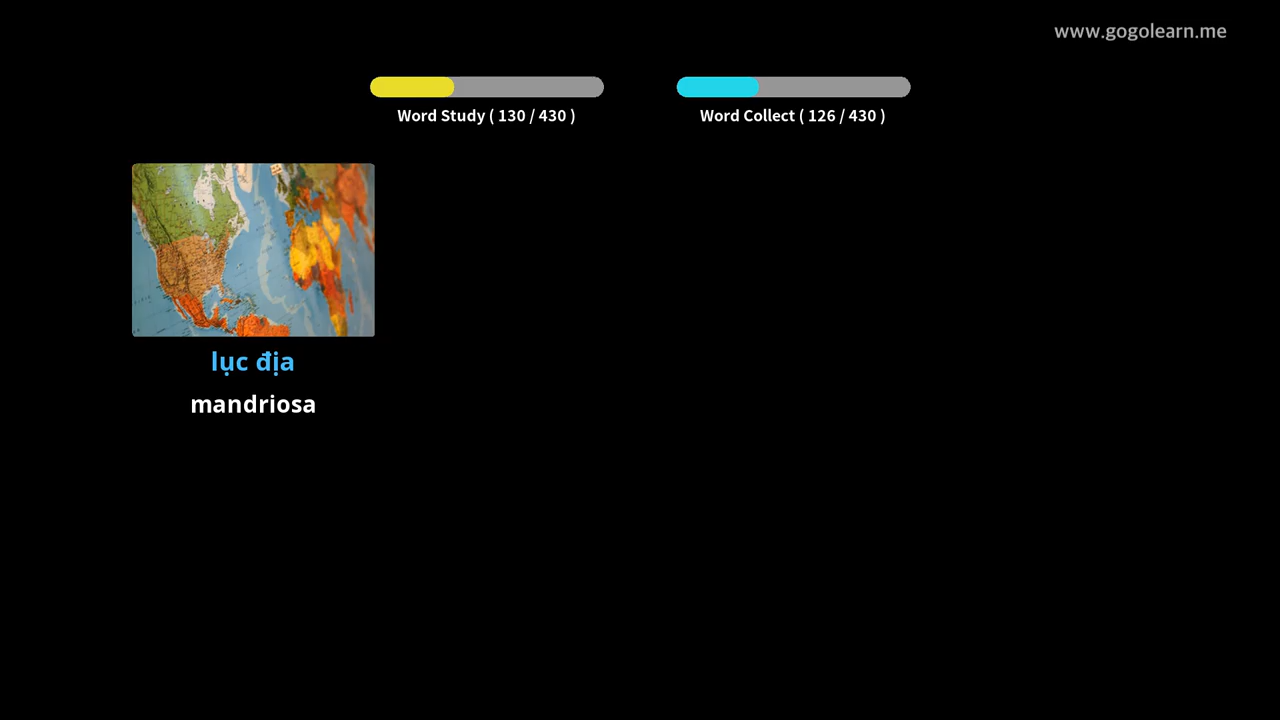 www.gogolearn.me
Word Study ( 130 / 430 )
Word Collect ( 126 / 430 )
lục địa
mandriosa